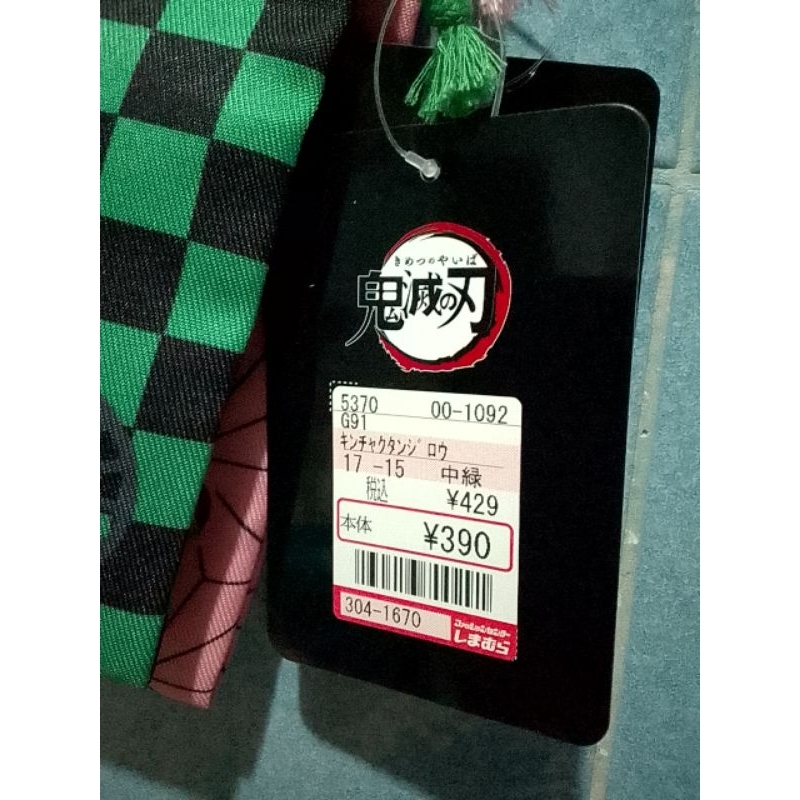 きめつのやいば
鬼滅の刃
5370 00-1092
G91
キンチャクタンジロウ
17 -15 中緑
税込 ¥429
本体 ¥390
304-1670
ファッションセンター
しまむら